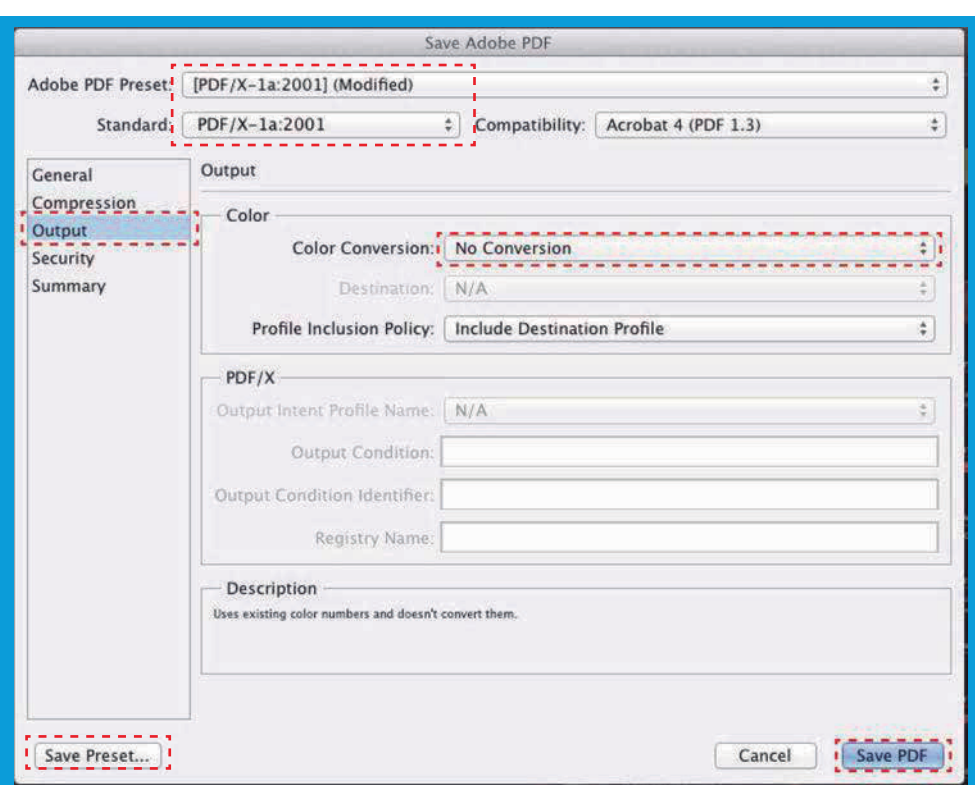 Save Adobe PDF
Adobe PDF Preset: [PDF/X-1a:2001] (Modified)
Standard: PDF/X-1a:2001 Compatibility: Acrobat 4 (PDF 1.3)
General
Compression
Output
Security
Summary
Output
Color
Color Conversion: No Conversion
Destination: N/A
Profile Inclusion Policy: Include Destination Profile
PDF/X
Output Intent Profile Name: N/A
Output Condition:
Output Condition Identifier:
Registry Name:
Description
Uses existing color numbers and doesn't convert them.
Save Preset... Cancel Save PDF